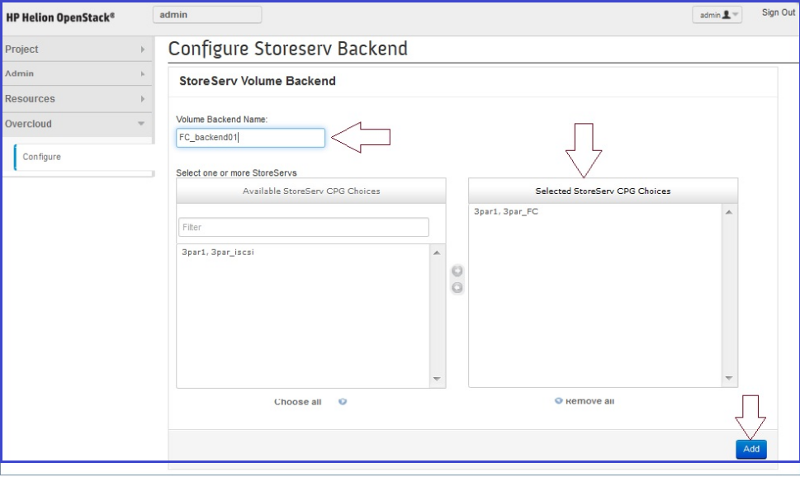 HP Helion OpenStack®
admin
admin
Sign Out
Project
Admin
Resources
Overcloud
Configure
Configure Storeserv Backend
StoreServ Volume Backend
Volume Backend Name:
FC_backend01
Select one or more StoreServs
Available StoreServ CPG Choices
Filter
3par1, 3par_iscsi
Choose all
Selected StoreServ CPG Choices
3par1, 3par_FC
Remove all
Add